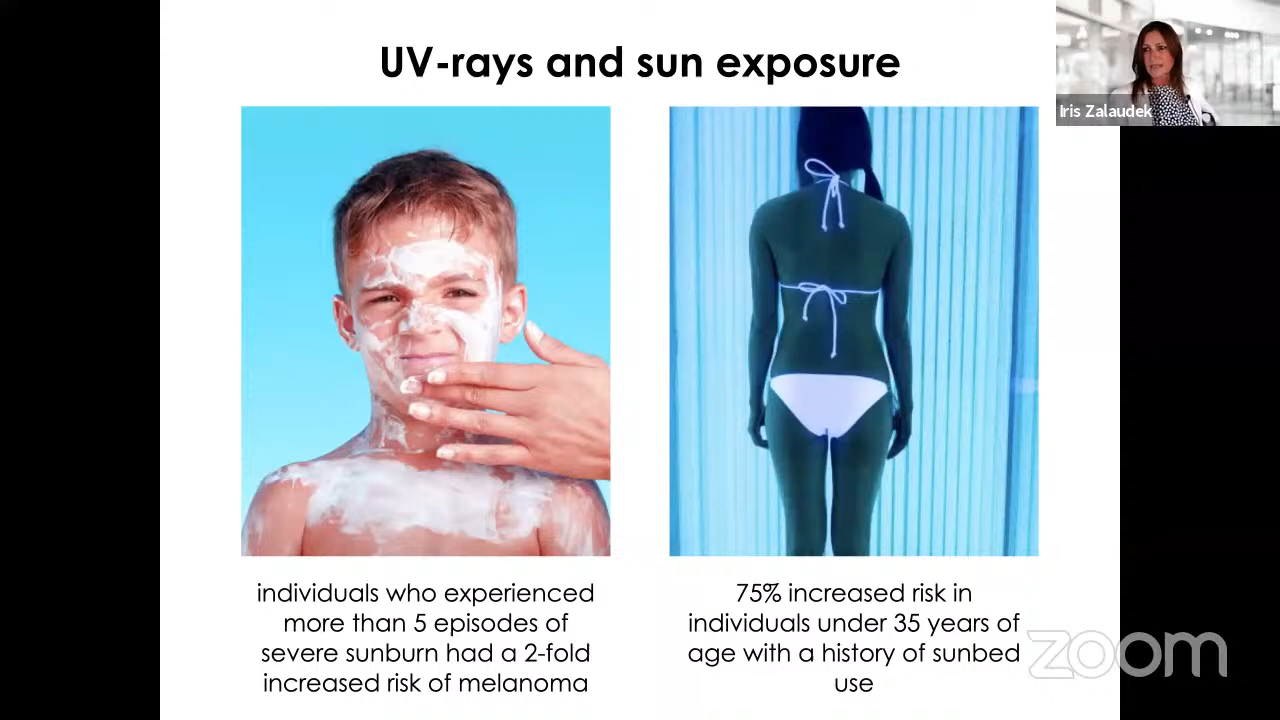 UV-rays and sun exposure
Iris Zalaudek
individuals who experienced
more than 5 episodes of
severe sunburn had a 2-fold
increased risk of melanoma
75% increased risk in
individuals under 35 years of
age with a history of sunbed
use
zoom